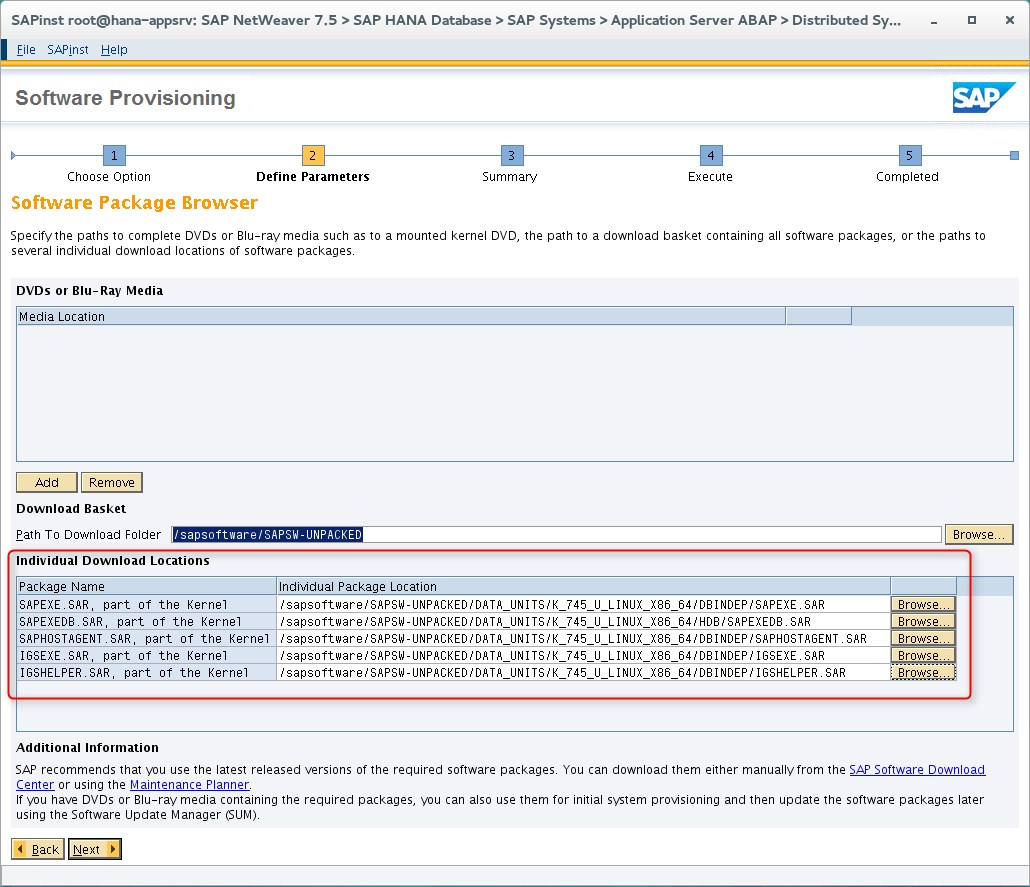 SAPinst root@hana-appsrv: SAP NetWeaver 7.5 > SAP HANA Database > SAP Systems > Application Server ABAP > Distributed Sy...
File SAPinst Help
Software Provisioning
SAP
1 2 3 4 5
Choose Option Define Parameters Summary Execute Completed
Software Package Browser
Specify the paths to complete DVDs or Blu-ray media such as to a mounted kernel DVD, the path to a download basket containing all software packages, or the paths to
several individual download locations of software packages.
DVDs or Blu-Ray Media
Media Location
Add Remove
Download Basket
Path To Download Folder /sapsoftware/SAPSW-UNPACKED Browse...
Individual Download Locations
Package Name Individual Package Location
SAPEXE.SAR, part of the Kernel /sapsoftware/SAPSW-UNPACKED/DATA_UNITS/K_745_U_LINUX_X86_64/DBINDEP/SAPEXE.SAR Browse...
SAPEXEDB.SAR, part of the Kernel /sapsoftware/SAPSW-UNPACKED/DATA_UNITS/K_745_U_LINUX_X86_64/HDB/SAPEXEDB.SAR Browse...
SAPHOSTAGENT.SAR, part of the Kernel /sapsoftware/SAPSW-UNPACKED/DATA_UNITS/K_745_U_LINUX_X86_64/DBINDEP/SAPHOSTAGENT.SAR Browse...
IGSEXE.SAR, part of the Kernel /sapsoftware/SAPSW-UNPACKED/DATA_UNITS/K_745_U_LINUX_X86_64/DBINDEP/IGSEXE.SAR Browse...
IGSHELPER.SAR, part of the Kernel /sapsoftware/SAPSW-UNPACKED/DATA_UNITS/K_745_U_LINUX_X86_64/DBINDEP/IGSHELPER.SAR Browse...
Additional Information
SAP recommends that you use the latest released versions of the required software packages. You can download them either manually from the SAP Software Download
Center or using the Maintenance Planner.
If you have DVDs or Blu-ray media containing the required packages, you can also use them for initial system provisioning and then update the software packages later
using the Software Update Manager (SUM).
Back Next